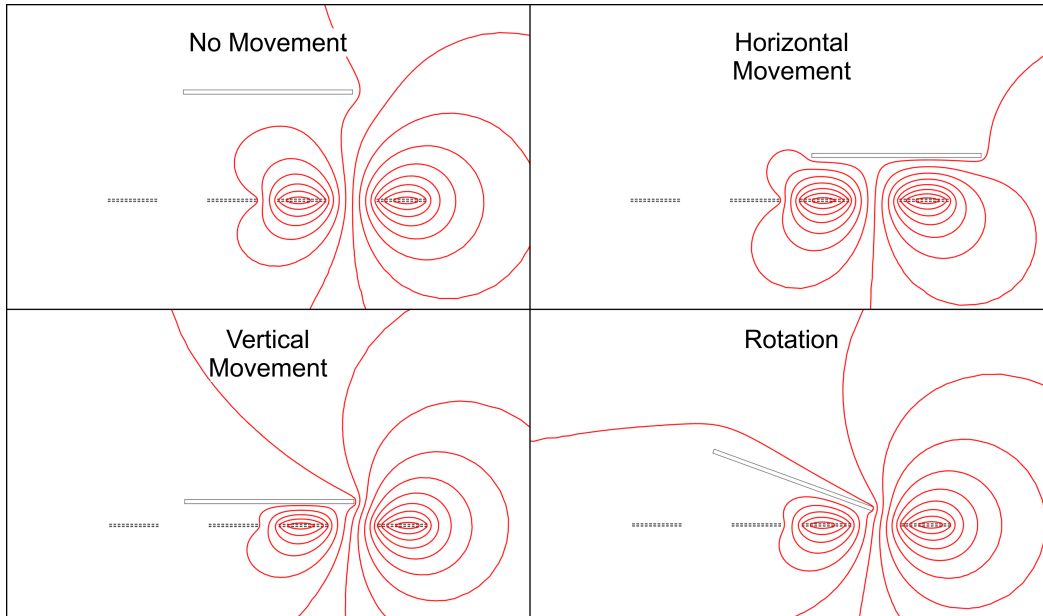 No Movement
Horizontal
Movement
Vertical
Movement
Rotation